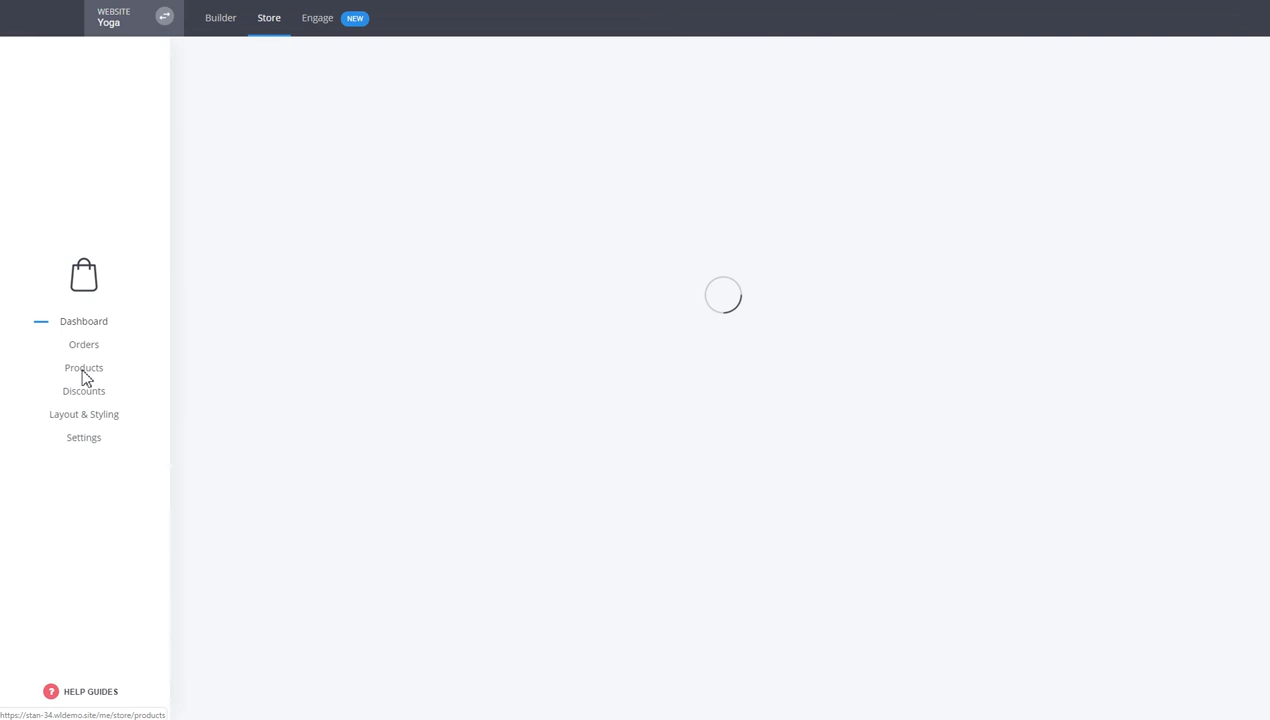 WEBSITE
Yoga
Builder
Store
Engage
NEW
Dashboard
Orders
Products
Discounts
Layout & Styling
Settings
? HELP GUIDES
https://stan-34.wldemo.site/me/store/products